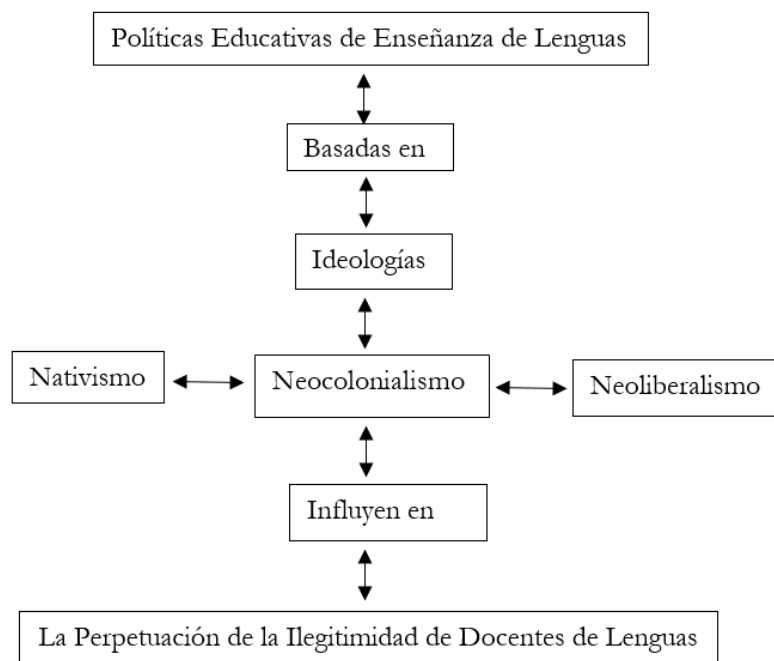 Políticas Educativas de Enseñanza de Lenguas
Basadas en
Ideologías
Nativismo
Neocolonialismo
Neoliberalismo
Influyen en
La Perpetuación de la Ilegitimidad de Docentes de Lenguas